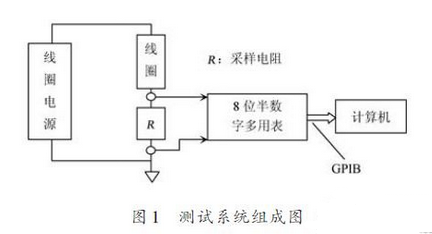 线圈电源
线圈
R
R：采样电阻
8位半数
字多用表
计算机
GPIB
图1 测试系统组成图